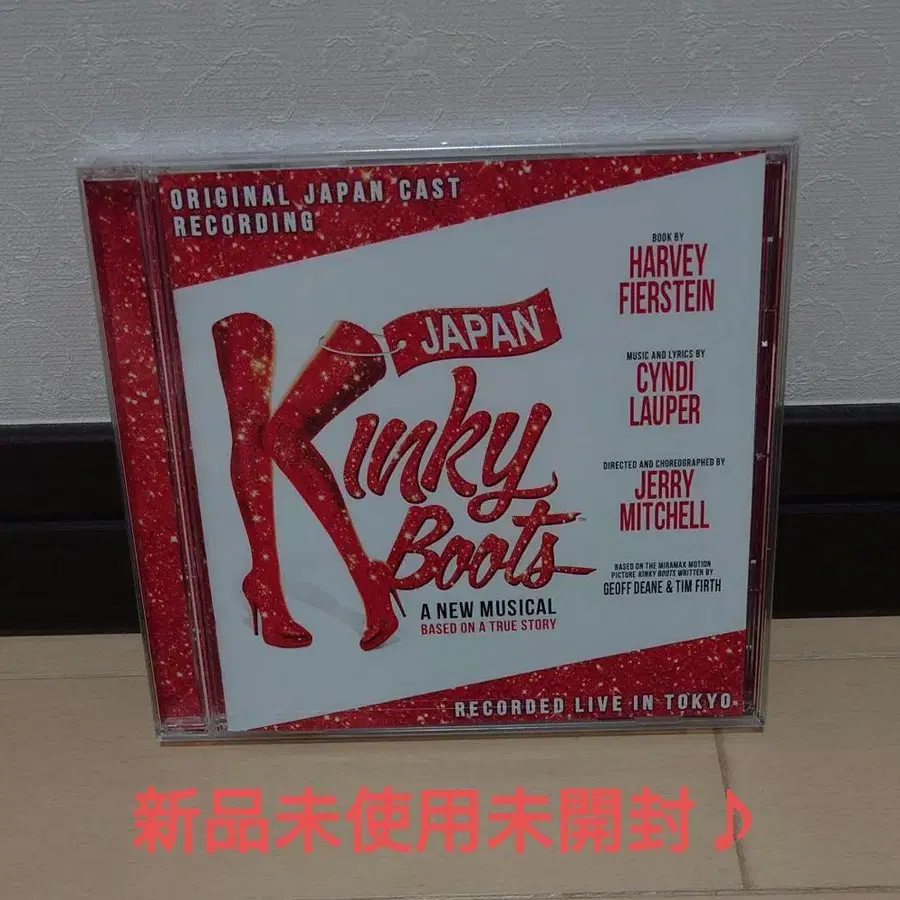 ORIGINAL JAPAN CAST
RECORDING
JAPAN
Kinky
Boots™
A NEW MUSICAL
BASED ON A TRUE STORY
BOOK BY
HARVEY
FIERSTEIN
MUSIC AND LYRICS BY
CYNDI
LAUPER
DIRECTED AND CHOREOGRAPHED BY
JERRY
MITCHELL
BASED ON THE MIRAMAX MOTION
PICTURE KINKY BOOTS WRITTEN BY
GEOFF DEANE & TIM FIRTH
RECORDED LIVE IN TOKYO
新品未使用未開封♪